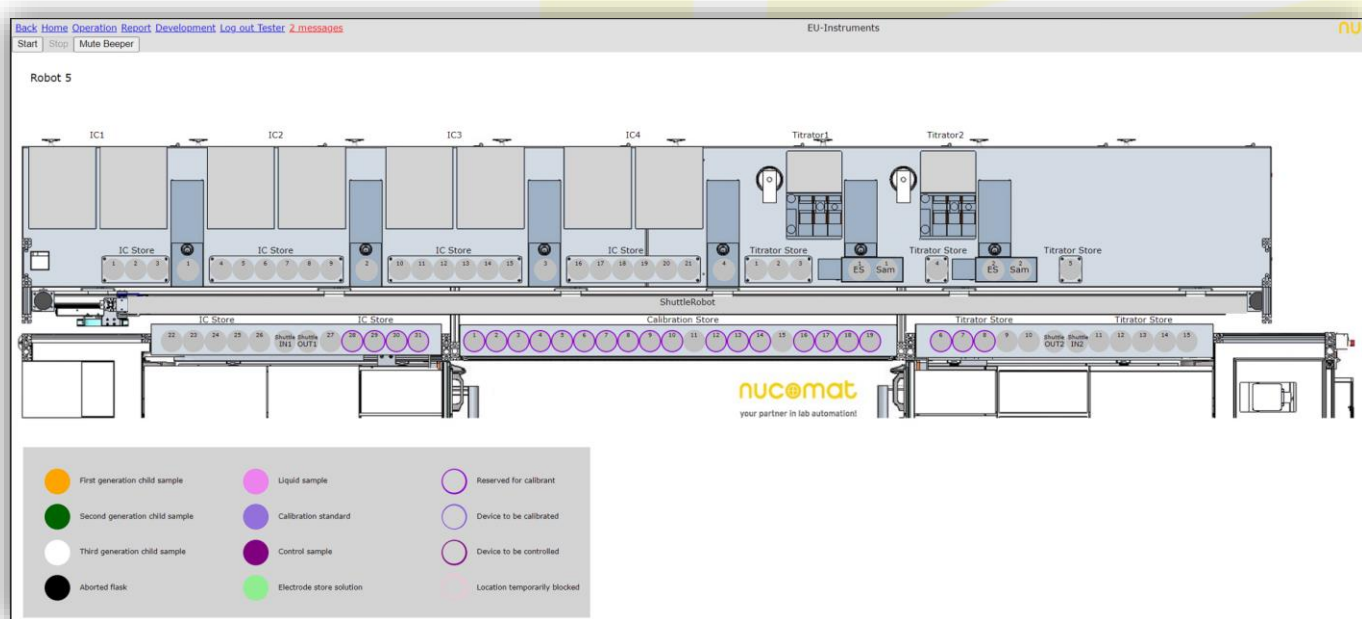 Back Home Operation Report Development Log out Tester 2 messages
EU-Instruments
nu
Start Stop Mute Beeper
Robot 5
IC1 IC2 IC3 IC4 Titrator1 Titrator2
IC Store IC Store IC Store IC Store Titrator Store Titrator Store Titrator Store
1 2 3 1 4 5 6 7 8 9 2 10 11 12 13 14 15 3 16 17 18 19 20 21 4 1 2 3 1 ES 1 Sam 4 2 ES 2 Sam 5
ShuttleRobot
IC Store IC Store Calibration Store Titrator Store Titrator Store
22 23 24 25 26 Shuttle IN1 Shuttle OUT1 27 28 29 30 31 1 2 3 4 5 6 7 8 9 10 11 12 13 14 15 16 17 18 19 6 7 8 9 10 Shuttle OUT2 Shuttle IN2 11 12 13 14 15
nucomat
your partner in lab automation!
First generation child sample Liquid sample Reserved for calibrant
Second generation child sample Calibration standard Device to be calibrated
Third generation child sample Control sample Device to be controlled
Aborted flask Electrode store solution Location temporarily blocked